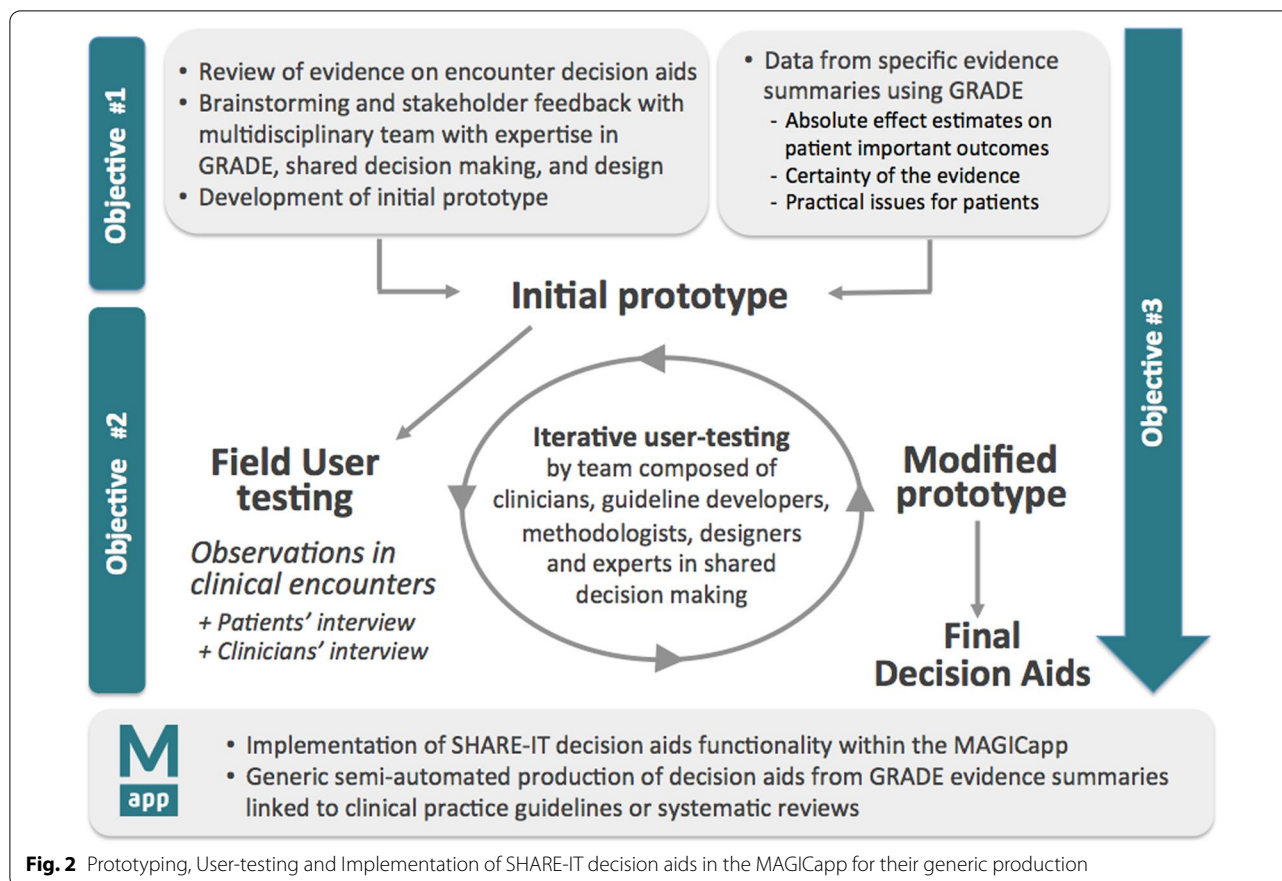 Objective #1
• Review of evidence on encounter decision aids
• Brainstorming and stakeholder feedback with
multidisciplinary team with expertise in
GRADE, shared decision making, and design
• Development of initial prototype
• Data from specific evidence
summaries using GRADE
- Absolute effect estimates on
patient important outcomes
- Certainty of the evidence
- Practical issues for patients
Objective #3
Initial prototype
Objective #2
Field User
testing
Observations in
clinical encounters
+ Patients' interview
+ Clinicians' interview
Iterative user-testing
by team composed of
clinicians, guideline developers,
methodologists, designers
and experts in shared
decision making
Modified
prototype
Final
Decision Aids
M
app
• Implementation of SHARE-IT decision aids functionality within the MAGICapp
• Generic semi-automated production of decision aids from GRADE evidence summaries
linked to clinical practice guidelines or systematic reviews
Fig. 2 Prototyping, User-testing and Implementation of SHARE-IT decision aids in the MAGICapp for their generic production